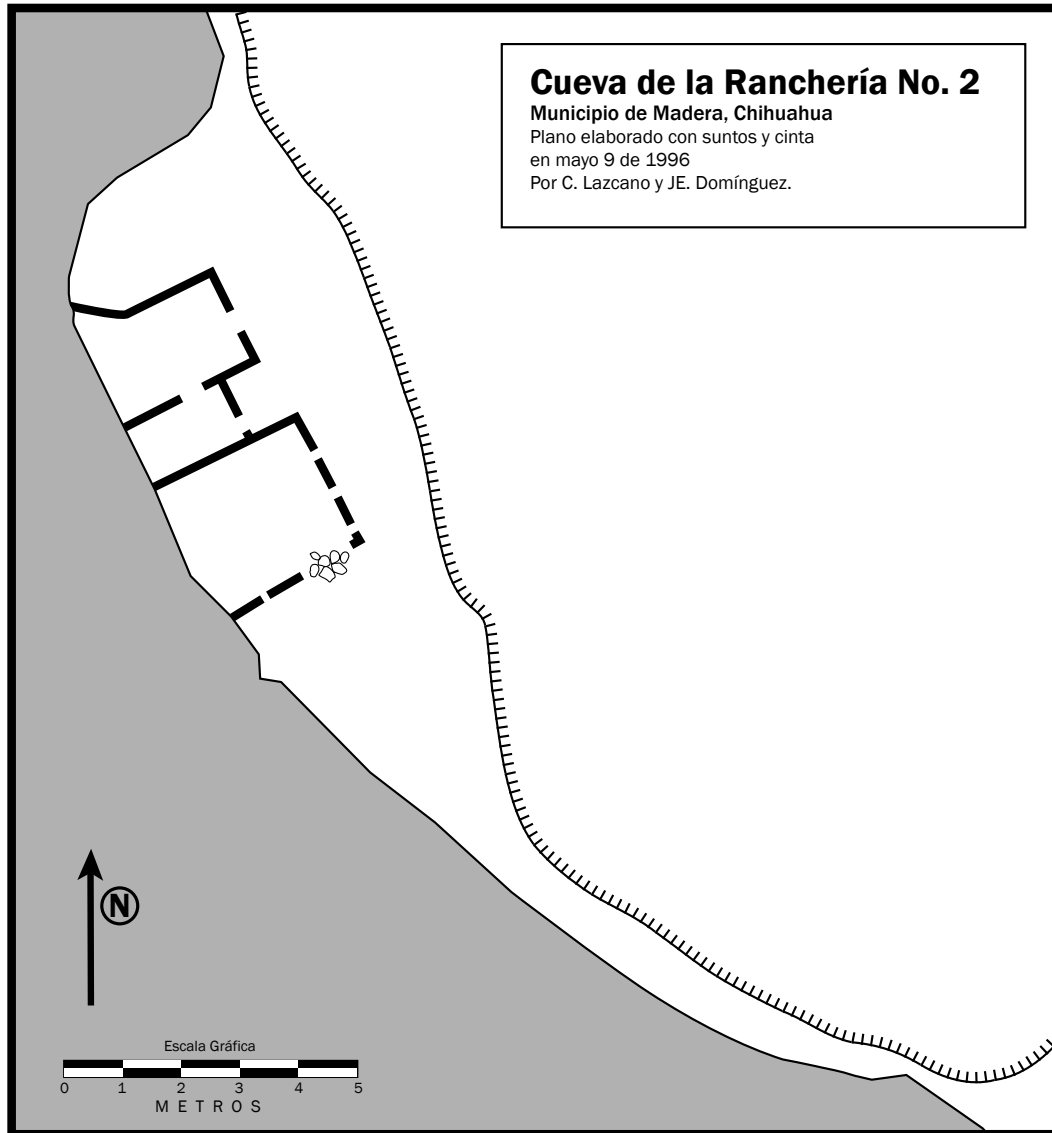 Cueva de la Ranchería No. 2
Municipio de Madera, Chihuahua
Plano elaborado con suntos y cinta
en mayo 9 de 1996
Por C. Lazcano y JE. Domínguez.
N
Escala Gráfica
0 1 2 3 4 5
METROS